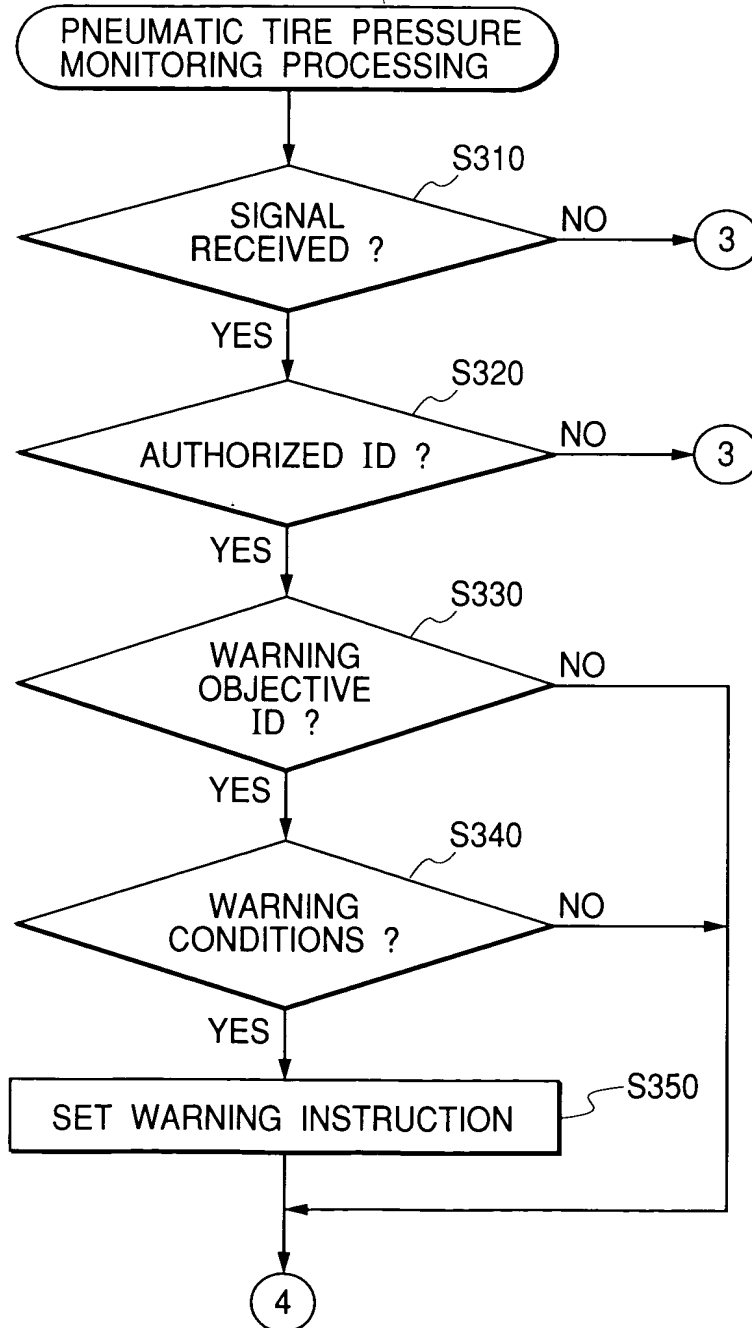 PNEUMATIC TIRE PRESSURE
MONITORING PROCESSING
S310
SIGNAL
RECEIVED ?
NO
3
YES
S320
AUTHORIZED ID ?
NO
3
YES
S330
WARNING
OBJECTIVE
ID ?
NO
YES
S340
WARNING
CONDITIONS ?
NO
YES
S350
SET WARNING INSTRUCTION
4